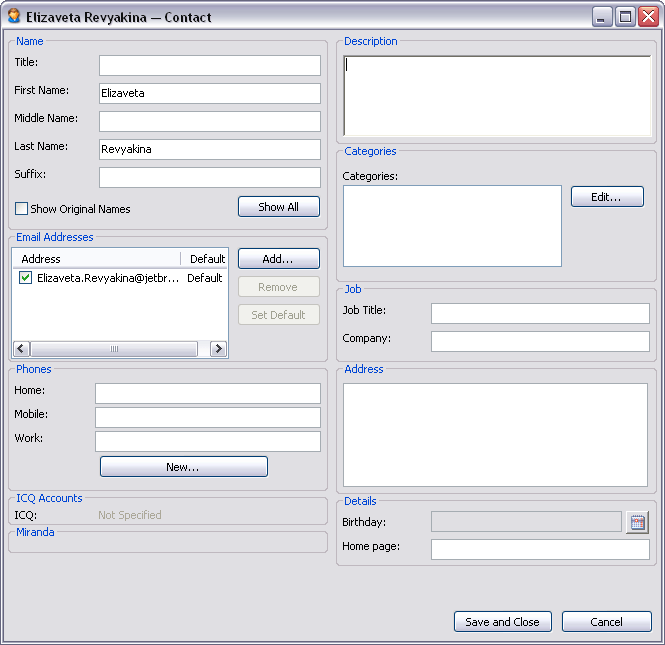 Elizaveta Revyakina — Contact
Name
Title:
First Name: Elizaveta
Middle Name:
Last Name: Revyakina
Suffix:
Show Original Names Show All
Email Addresses
Address Default
Elizaveta.Revyakina@jetbr... Default
Add...
Remove
Set Default
Phones
Home:
Mobile:
Work:
New...
ICQ Accounts
ICQ: Not Specified
Miranda
Description
Categories
Categories:
Edit...
Job
Job Title:
Company:
Address
Details
Birthday:
Home page:
Save and Close Cancel